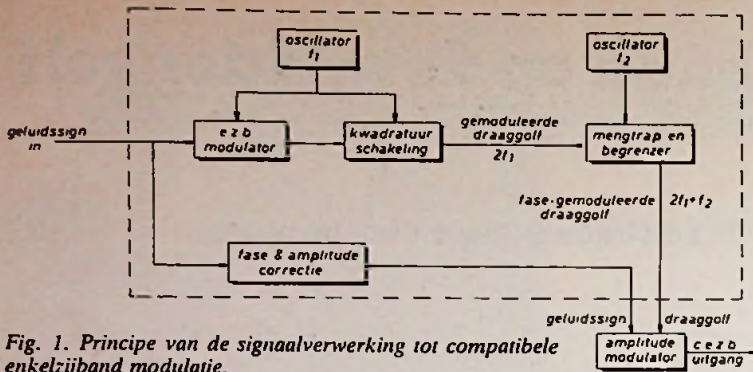 oscillator
f1
oscillator
f2
geluidssign
in
e z b
modulator
kwadratuur
schakeling
gemoduleerde
draaggolf
2f1
mengtrap en
begrenzer
fase-gemoduleerde
draaggolf
2f1+f2
fase & amplitude
correctie
geluidssign
draaggolf
amplitude
modulator
c e z b
uitgang
Fig. 1. Principe van de signaalverwerking tot compatibele
enkelzijband modulatie.